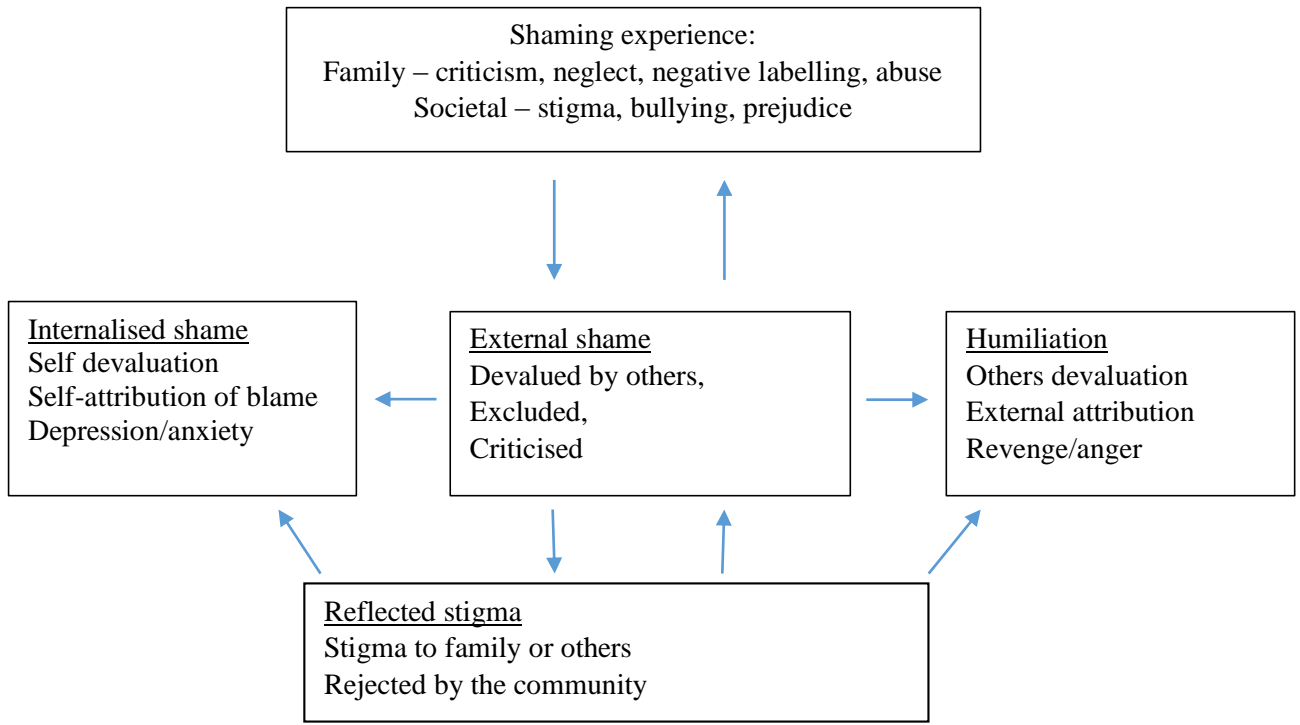 Shaming experience:
Family – criticism, neglect, negative labelling, abuse
Societal – stigma, bullying, prejudice
Internalised shame
Self devaluation
Self-attribution of blame
Depression/anxiety
External shame
Devalued by others,
Excluded,
Criticised
Humiliation
Others devaluation
External attribution
Revenge/anger
Reflected stigma
Stigma to family or others
Rejected by the community